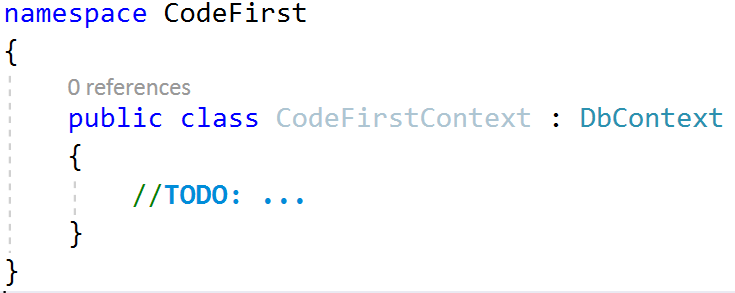 namespace CodeFirst
{
0 references
public class CodeFirstContext : DbContext
{
//TODO: ...
}
}